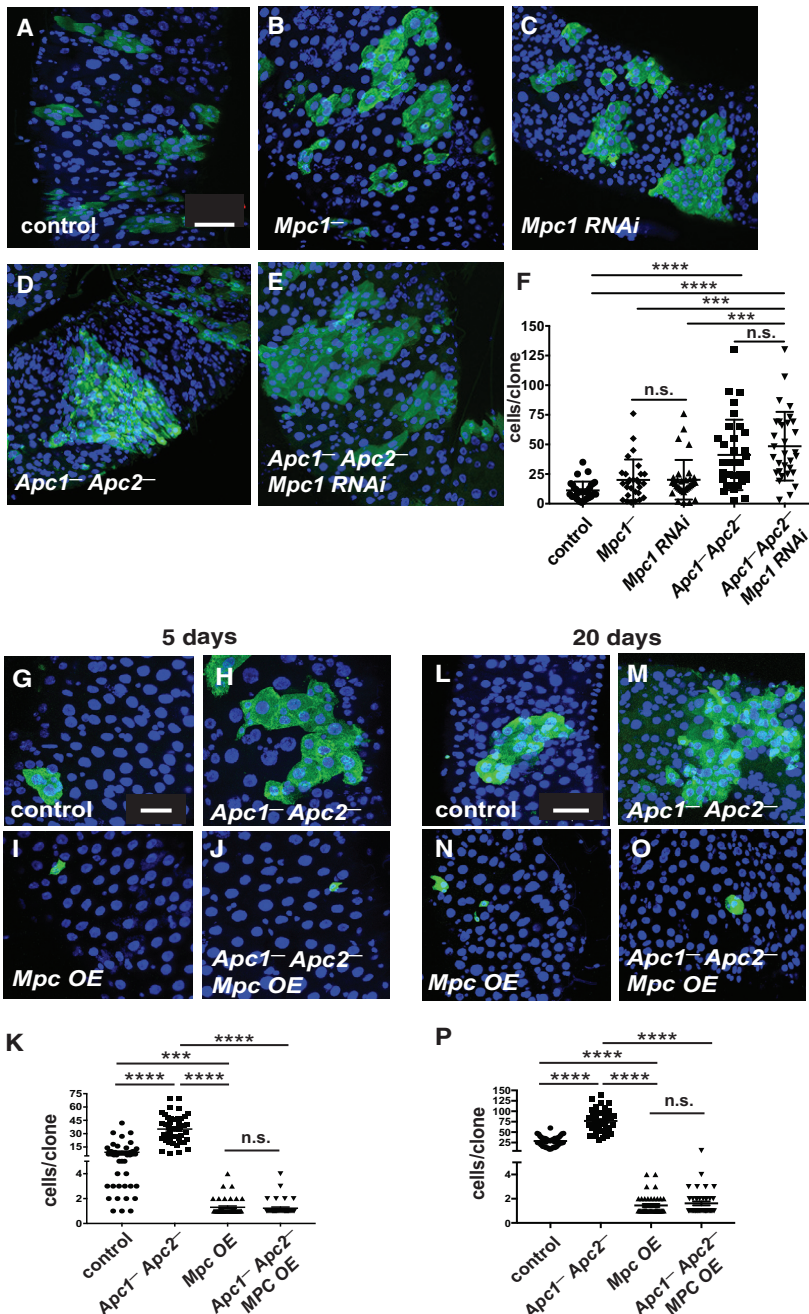 A
control
B
Mpc1–
C
Mpc1 RNAi
D
Apc1– Apc2–
E
Apc1– Apc2–
Mpc1 RNAi
F
****
****
***
***
n.s.
n.s.
150
125
100
75
50
25
0
cells/clone
control
Mpc1–
Mpc1 RNAi
Apc1– Apc2–
Apc1– Apc2–
Mpc1 RNAi
5 days
20 days
G
control
H
Apc1– Apc2–
I
Mpc OE
J
Apc1– Apc2–
Mpc OE
L
control
M
Apc1– Apc2–
N
Mpc OE
O
Apc1– Apc2–
Mpc OE
K
****
***
**** ****
n.s.
75
60
45
30
15
4
2
0
cells/clone
control
Apc1– Apc2–
Mpc OE
Apc1– Apc2–
MPC OE
P
****
****
**** ****
n.s.
150
125
100
75
50
25
4
2
0
cells/clone
control
Apc1– Apc2–
Mpc OE
Apc1– Apc2–
MPC OE